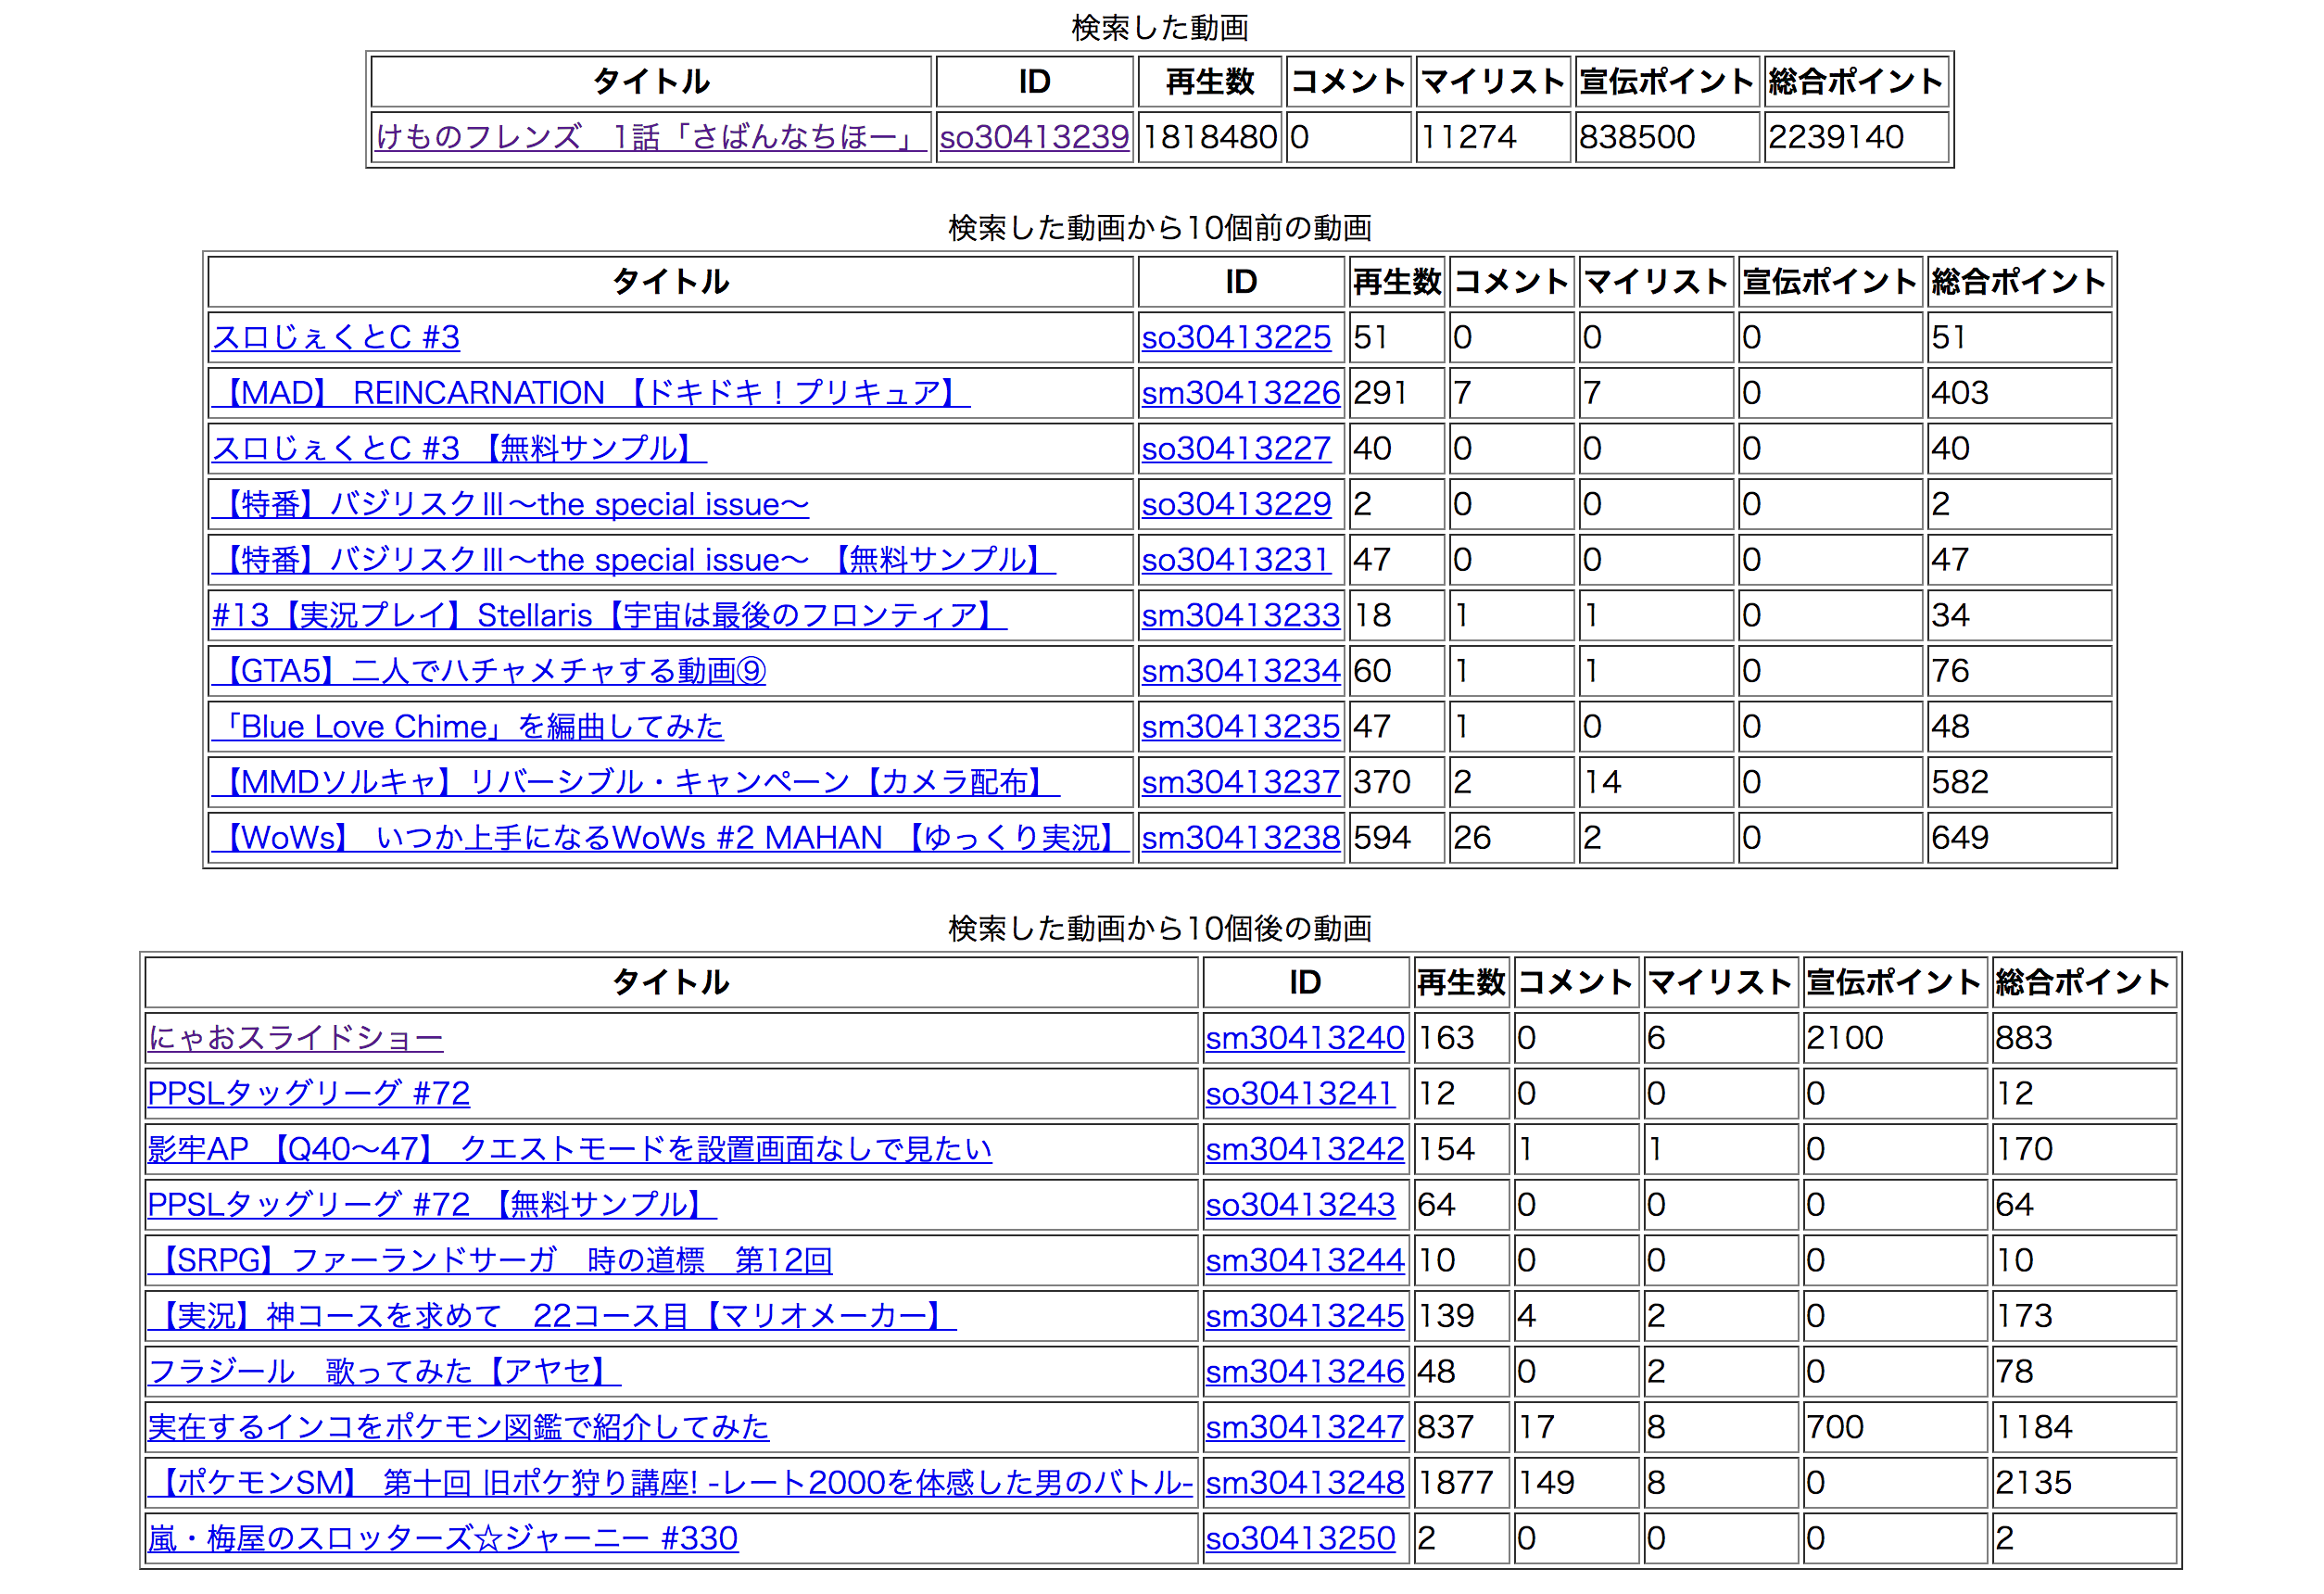 検索した動画
タイトル ID 再生数 コメント マイリスト 宣伝ポイント 総合ポイント
けものフレンズ　1話「さばんなちほー」 so30413239 1818480 0 11274 838500 2239140
検索した動画から10個前の動画
タイトル ID 再生数 コメント マイリスト 宣伝ポイント 総合ポイント
スロじぇくとC #3 so30413225 51 0 0 0 51
【MAD】 REINCARNATION 【ドキドキ！プリキュア】 sm30413226 291 7 7 0 403
スロじぇくとC #3 【無料サンプル】 so30413227 40 0 0 0 40
【特番】バジリスクⅢ～the special issue～ so30413229 2 0 0 0 2
【特番】バジリスクⅢ～the special issue～ 【無料サンプル】 so30413231 47 0 0 0 47
#13【実況プレイ】Stellaris【宇宙は最後のフロンティア】 sm30413233 18 1 1 0 34
【GTA5】二人でハチャメチャする動画⑨ sm30413234 60 1 1 0 76
「Blue Love Chime」を編曲してみた sm30413235 47 1 0 0 48
【MMDソルキャ】リバーシブル・キャンペーン【カメラ配布】 sm30413237 370 2 14 0 582
【WoWs】 いつか上手になるWoWs #2 MAHAN 【ゆっくり実況】 sm30413238 594 26 2 0 649
検索した動画から10個後の動画
タイトル ID 再生数 コメント マイリスト 宣伝ポイント 総合ポイント
にゃおスライドショー sm30413240 163 0 6 2100 883
PPSLタッグリーグ #72 so30413241 12 0 0 0 12
影牢AP 【Q40～47】 クエストモードを設置画面なしで見たい sm30413242 154 1 1 0 170
PPSLタッグリーグ #72 【無料サンプル】 so30413243 64 0 0 0 64
【SRPG】ファーランドサーガ　時の道標　第12回 sm30413244 10 0 0 0 10
【実況】神コースを求めて　22コース目【マリオメーカー】 sm30413245 139 4 2 0 173
フラジール　歌ってみた【アヤセ】 sm30413246 48 0 2 0 78
実在するインコをポケモン図鑑で紹介してみた sm30413247 837 17 8 700 1184
【ポケモンSM】 第十回 旧ポケ狩り講座! -レート2000を体感した男のバトル- sm30413248 1877 149 8 0 2135
嵐・梅屋のスロッターズ☆ジャーニー #330 so30413250 2 0 0 0 2